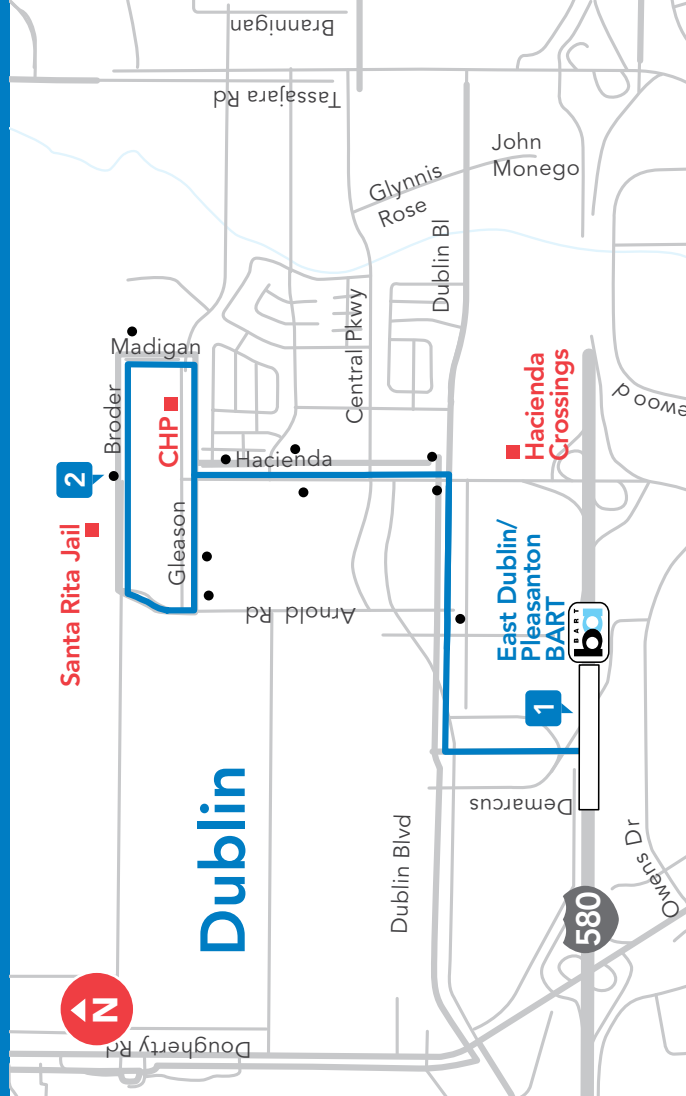 Brannigan
Tassajara Rd
John
Monego
Glynnis
Rose
Dublin Bl
Central Pkwy
Madigan
Broder
CHP
Hacienda
Hacienda
Crossings
2
Santa Rita Jail
Gleason
Arnold Rd
East Dublin/
Pleasanton
BART
BART
ba
1
Demarcus
Dublin
Dublin Blvd
Owens Dr
580
N
Dougherty Rd